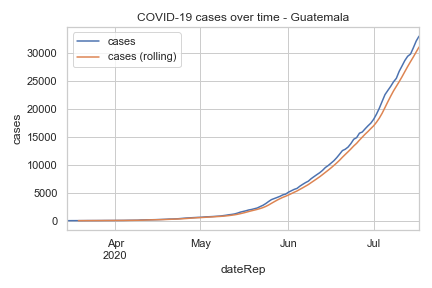 COVID-19 cases over time - Guatemala
cases
cases (rolling)
30000
25000
20000
15000
10000
5000
0
cases
Apr
2020
May
Jun
Jul
dateRep